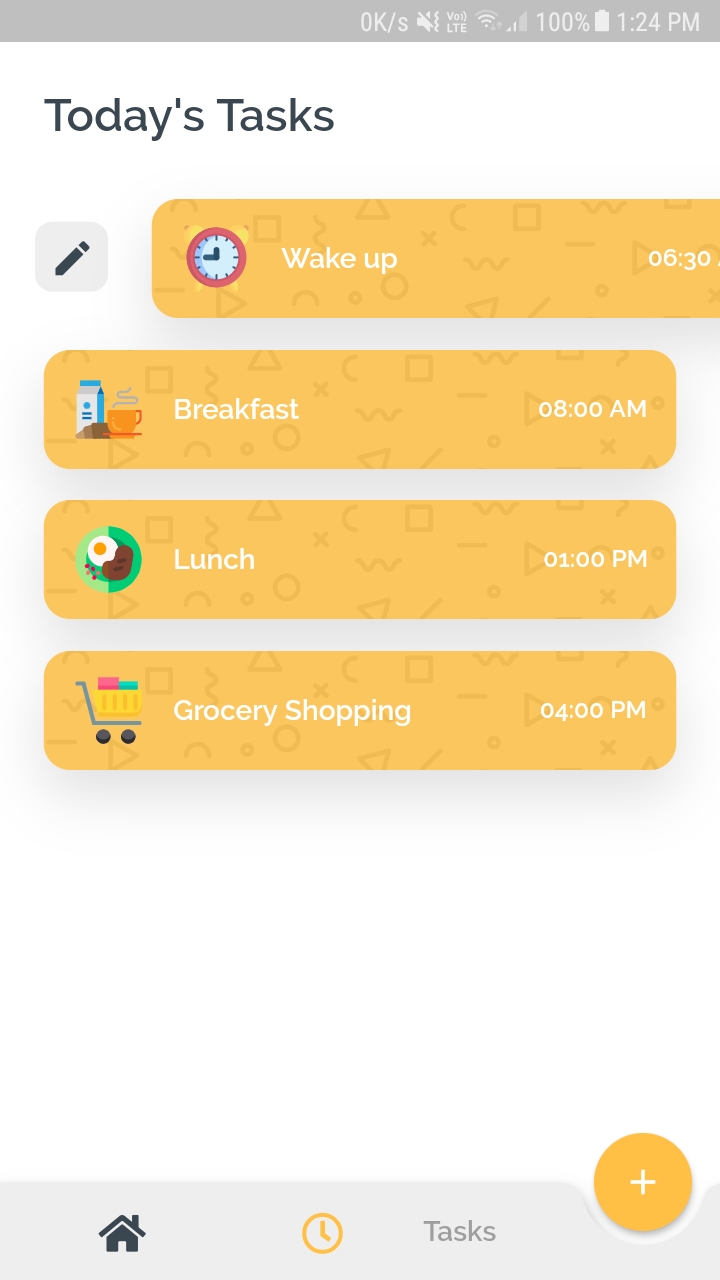 0K/s Vo)) LTE 100% 1:24 PM
Today's Tasks
Wake up 06:30
Breakfast 08:00 AM
Lunch 01:00 PM
Grocery Shopping 04:00 PM
Tasks